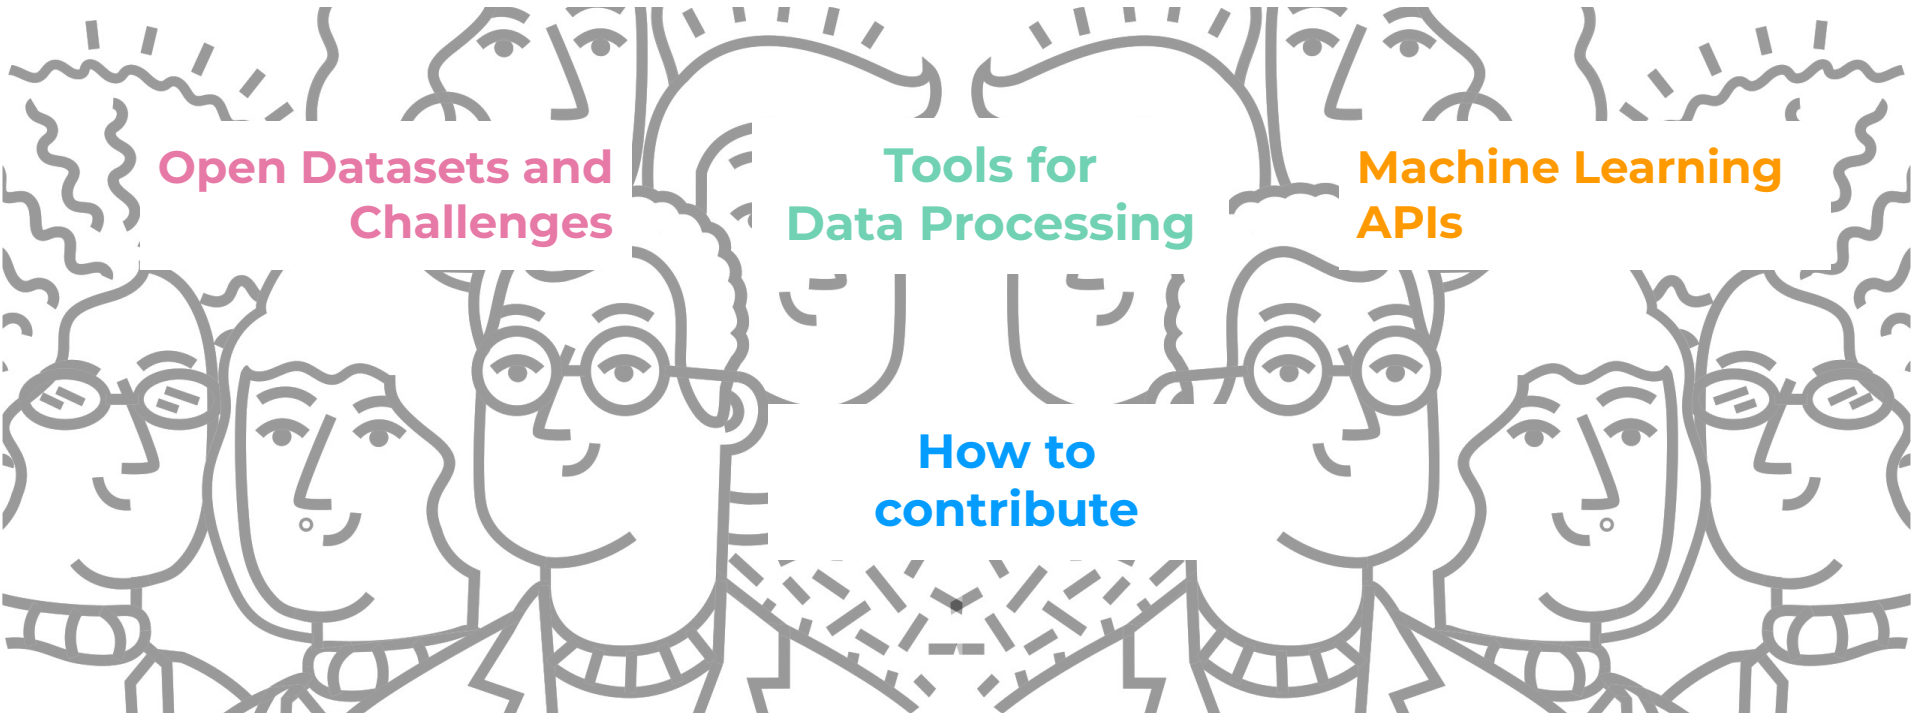 Open Datasets and
Challenges
Tools for
Data Processing
Machine Learning
APIs
How to
contribute